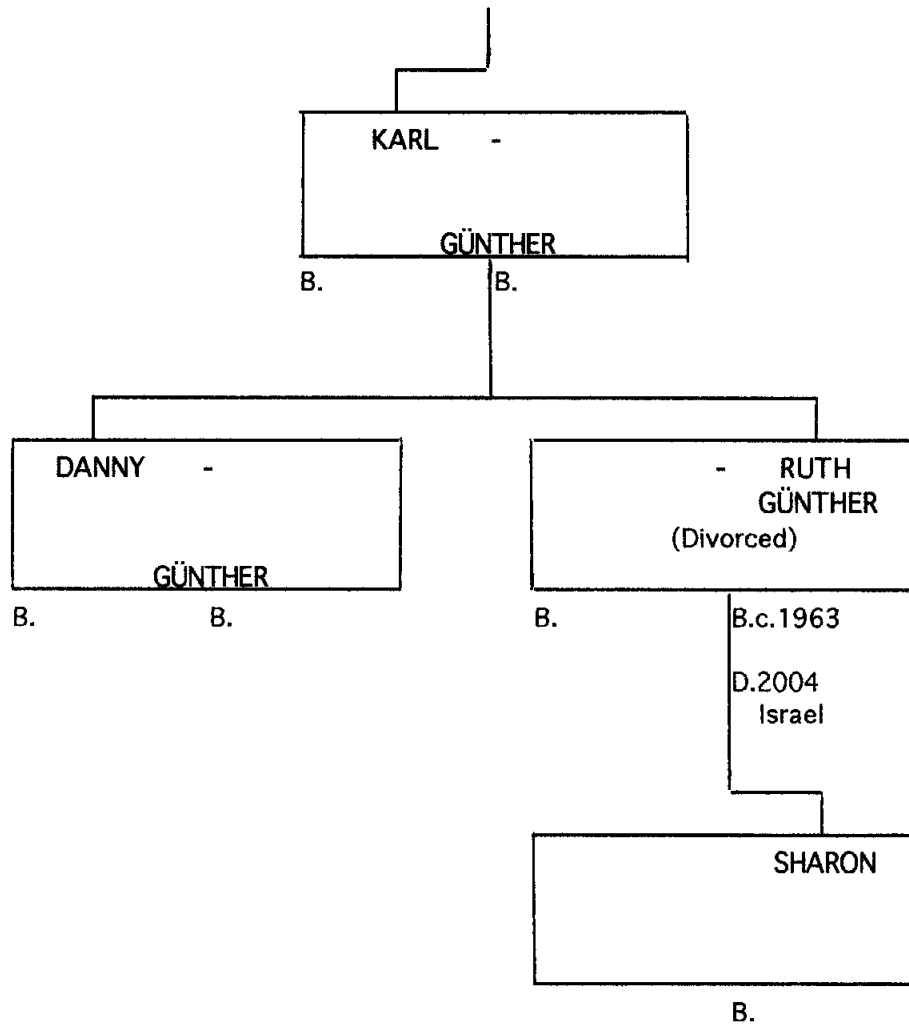 KARL -
GÜNTHER
B. B.
DANNY -
GÜNTHER
B. B.
- RUTH
GÜNTHER
(Divorced)
B. B.c.1963
D.2004
Israel
SHARON
B.